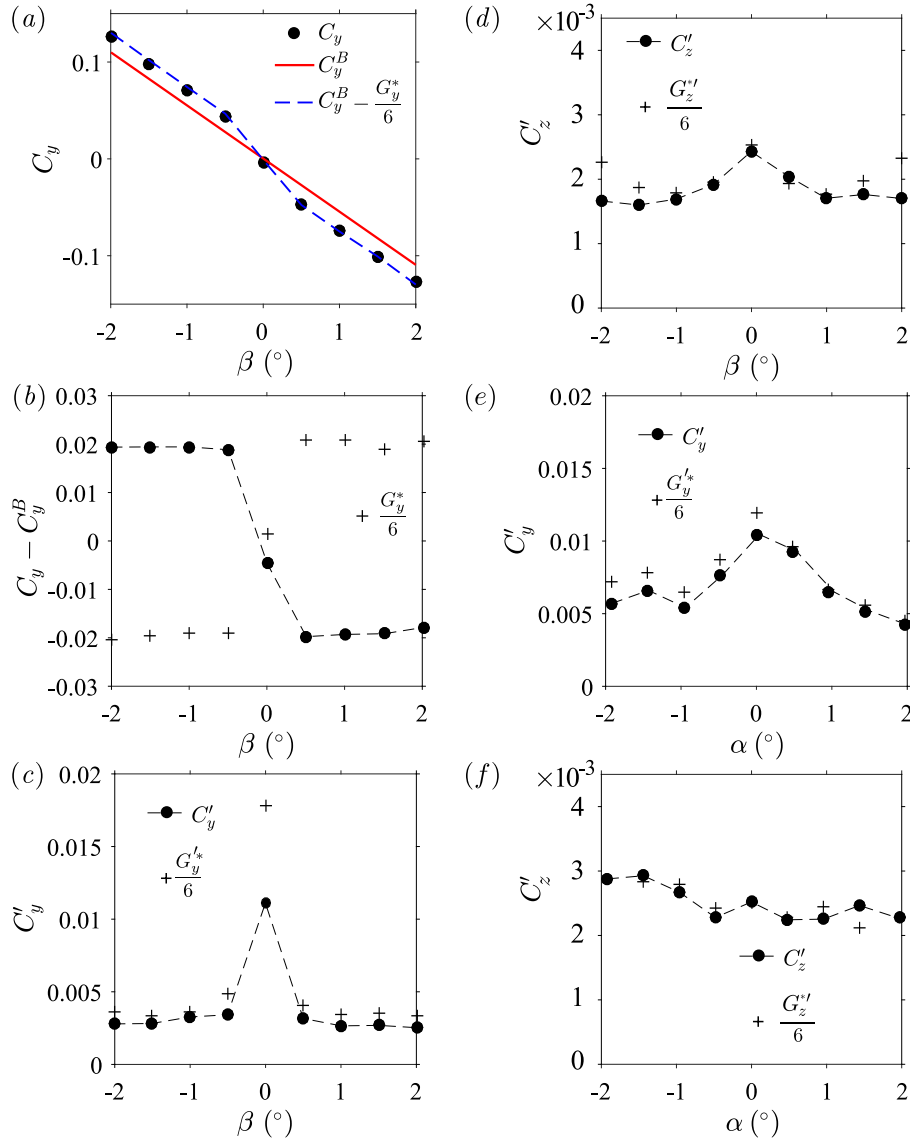 (a)
C_y
C_y^B
C_y^B − G_y^*/6
0.1
0
-0.1
C_y
-2 -1 0 1 2
β (°)
(b)
0.03
0.02
0.01
0
-0.01
-0.02
-0.03
C_y − C_y^B
+ G_y^*/6
-2 -1 0 1 2
β (°)
(c)
0.02
0.015
0.01
0.005
0
C′_y
C′_y
+ G_y^′*/6
-2 -1 0 1 2
β (°)
(d)
×10⁻³
4
3
2
1
0
C′_z
C′_z
+ G_z^*′/6
-2 -1 0 1 2
β (°)
(e)
0.02
0.015
0.01
0.005
0
C′_y
C′_y
+ G_y^′*/6
-2 -1 0 1 2
α (°)
(f)
×10⁻³
4
3
2
1
0
C′_z
C′_z
+ G_z^*′/6
-2 -1 0 1 2
α (°)